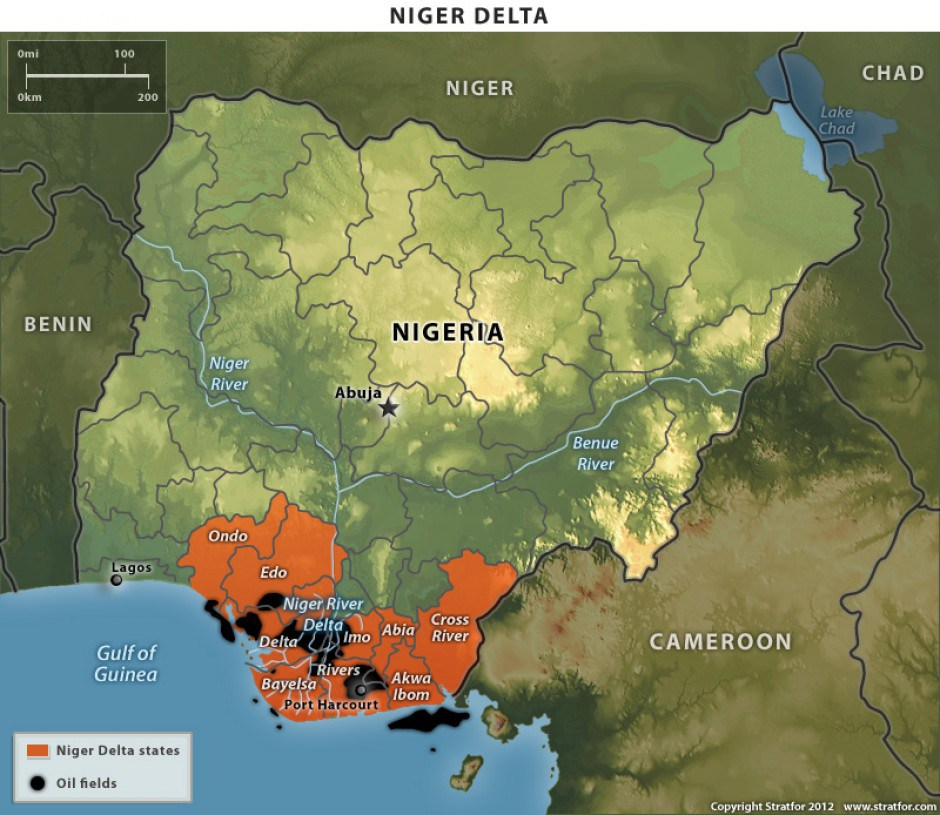 NIGER DELTA
0mi 100
0km 200
NIGER
CHAD
Lake
Chad
BENIN
NIGERIA
Niger
River
Abuja
Benue
River
Ondo
Lagos
Edo
Niger River
Delta
Cross
River
Delta
Imo
Abia
CAMEROON
Gulf of
Guinea
Rivers
Bayelsa
Akwa
Ibom
Port Harcourt
Niger Delta states
Oil fields
Copyright Stratfor 2012 www.stratfor.com